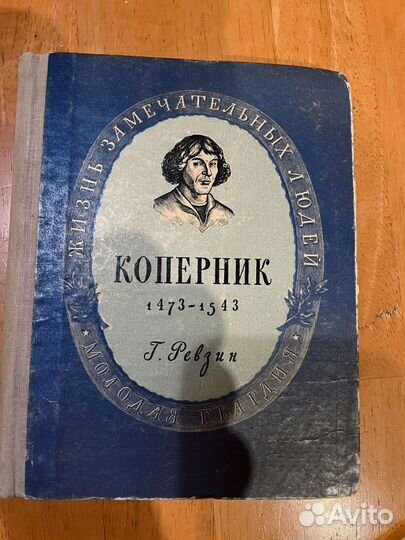 ЖИЗНЬ ЗАМЕЧАТЕЛЬНЫХ ЛЮДЕЙ
КОПЕРНИК
1473-1543
Г. Ревзин
МОЛОДАЯ ГВАРДИЯ
Avito